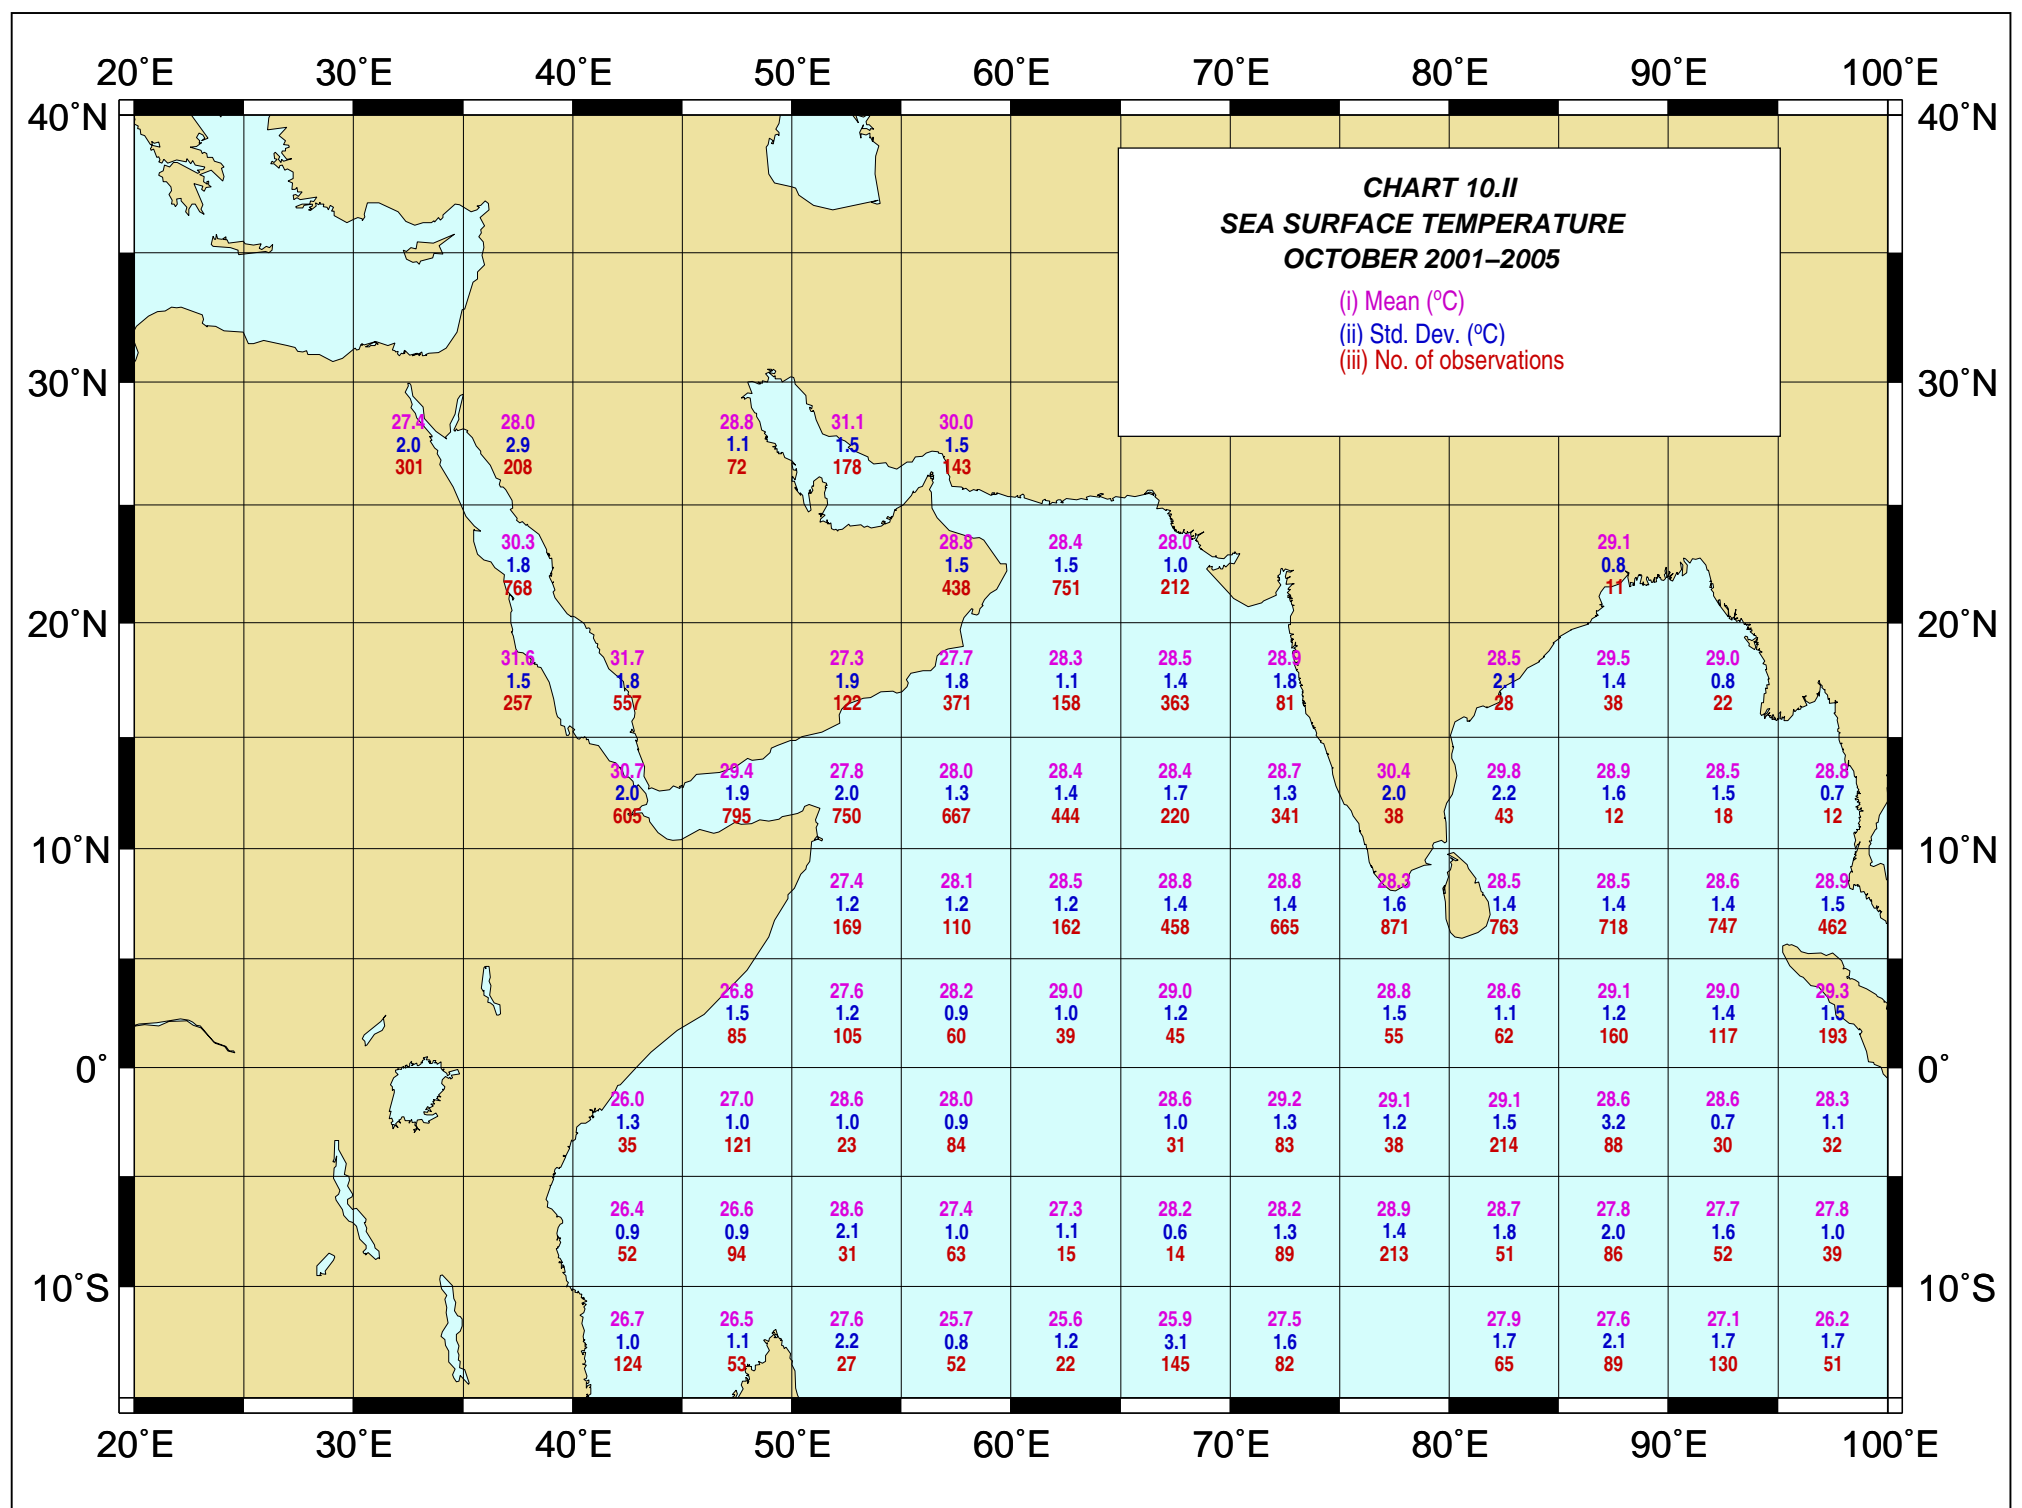 20°E 30°E 40°E 50°E 60°E 70°E 80°E 90°E 100°E
40°N 40°N
CHART 10.II
SEA SURFACE TEMPERATURE
OCTOBER 2001–2005
(i) Mean (°C)
(ii) Std. Dev. (°C)
(iii) No. of observations
30°N 30°N
27.4 28.0 28.8 31.1 30.0
2.0 2.9 1.1 1.5 1.5
301 208 72 178 143
30.3 28.8 28.4 28.0 29.1
1.8 1.5 1.5 1.0 0.8
768 438 751 212 11
20°N 20°N
31.6 31.7 27.3 27.7 28.3 28.5 28.9 28.5 29.5 29.0
1.5 1.8 1.9 1.8 1.1 1.4 1.8 2.1 1.4 0.8
257 557 122 371 158 363 81 28 38 22
30.7 29.4 27.8 28.0 28.4 28.4 28.7 30.4 29.8 28.9 28.5 28.8
2.0 1.9 2.0 1.3 1.4 1.7 1.3 2.0 2.2 1.6 1.5 0.7
605 795 750 667 444 220 341 38 43 12 18 12
10°N 10°N
27.4 28.1 28.5 28.8 28.8 28.3 28.5 28.5 28.6 28.9
1.2 1.2 1.2 1.4 1.4 1.6 1.4 1.4 1.4 1.5
169 110 162 458 665 871 763 718 747 462
26.8 27.6 28.2 29.0 29.0 28.8 28.6 29.1 29.0 29.3
1.5 1.2 0.9 1.0 1.2 1.5 1.1 1.2 1.4 1.5
85 105 60 39 45 55 62 160 117 193
0° 0°
26.0 27.0 28.6 28.0 28.6 29.2 29.1 29.1 28.6 28.6 28.3
1.3 1.0 1.0 0.9 1.0 1.3 1.2 1.5 3.2 0.7 1.1
35 121 23 84 31 83 38 214 88 30 32
26.4 26.6 28.6 27.4 27.3 28.2 28.2 28.9 28.7 27.8 27.7 27.8
0.9 0.9 2.1 1.0 1.1 0.6 1.3 1.4 1.8 2.0 1.6 1.0
52 94 31 63 15 14 89 213 51 86 52 39
10°S 10°S
26.7 26.5 27.6 25.7 25.6 25.9 27.5 27.9 27.6 27.1 26.2
1.0 1.1 2.2 0.8 1.2 3.1 1.6 1.7 2.1 1.7 1.7
124 53 27 52 22 145 82 65 89 130 51
20°E 30°E 40°E 50°E 60°E 70°E 80°E 90°E 100°E